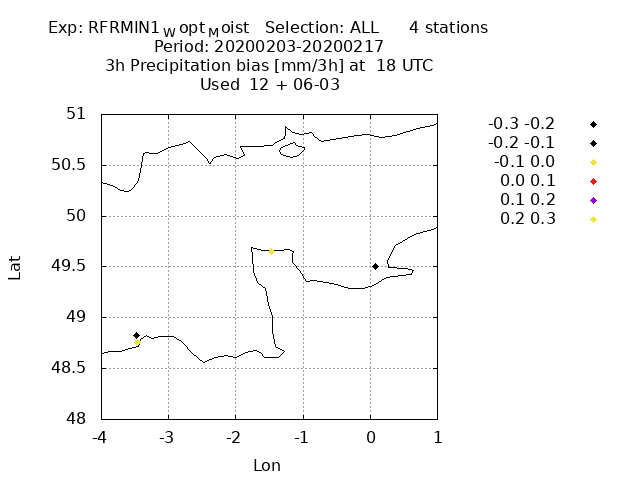 Exp: RFRMIN1WoptMoist   Selection: ALL      4 stations
Period: 20200203-20200217
3h Precipitation bias [mm/3h] at  18 UTC
Used  12 + 06-03
51
50.5
50
49.5
49
48.5
48
Lat
-4 -3 -2 -1 0 1
Lon
-0.3 -0.2
-0.2 -0.1
-0.1 0.0
0.0 0.1
0.1 0.2
0.2 0.3